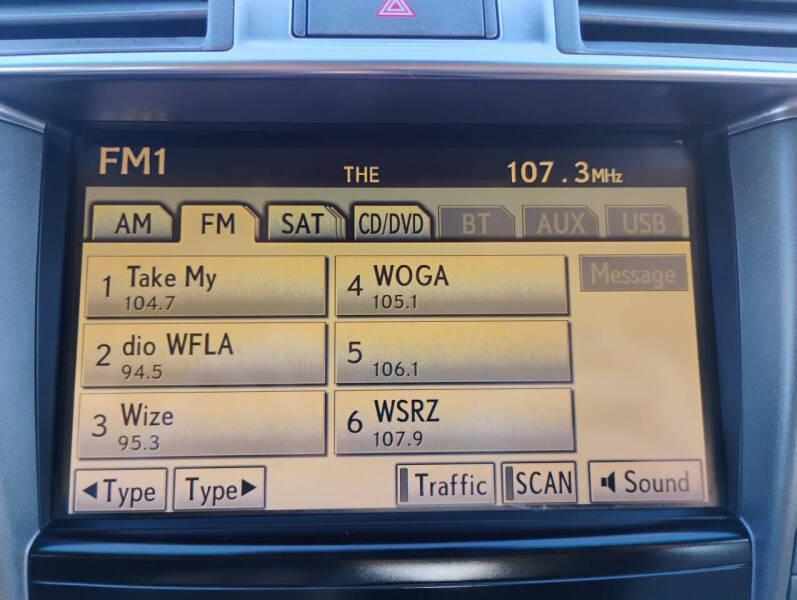 FM1 THE 107.3MHz
AM FM SAT CD/DVD BT AUX USB
1 Take My
104.7
4 WOGA
105.1
Message
2 dio WFLA
94.5
5
106.1
3 Wize
95.3
6 WSRZ
107.9
◀Type Type▶ Traffic SCAN Sound